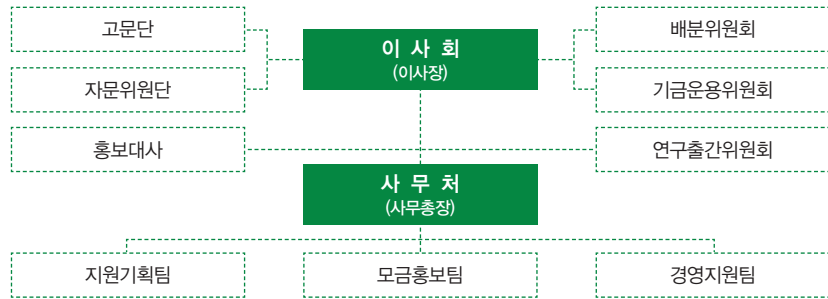 고문단
이 사 회
(이사장)
배분위원회
자문위원단
기금운용위원회
홍보대사
연구출간위원회
사 무 처
(사무총장)
지원기획팀
모금홍보팀
경영지원팀